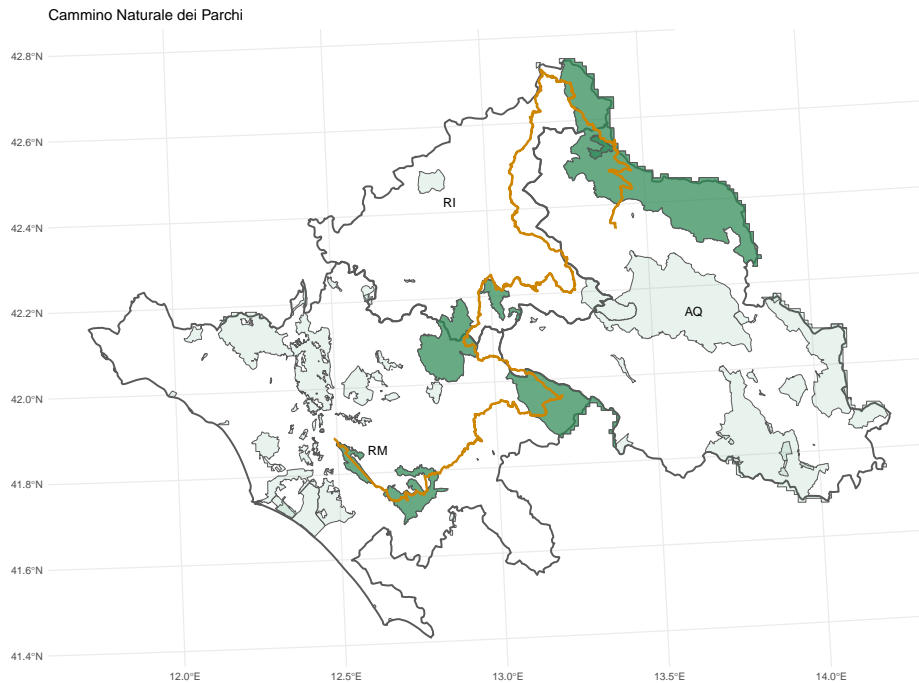 Cammino Naturale dei Parchi
42.8°N
42.6°N
RI
42.4°N
42.2°N
AQ
42.0°N
RM
41.8°N
41.6°N
41.4°N
12.0°E
12.5°E
13.0°E
13.5°E
14.0°E